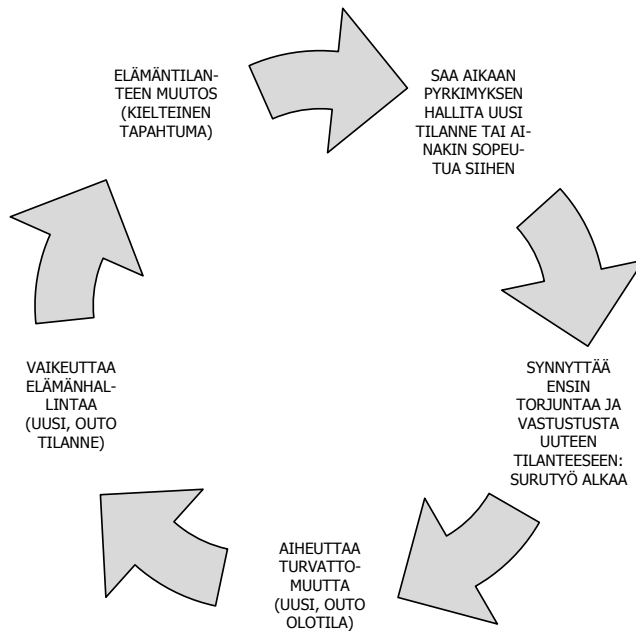 ELÄMÄNTILAN-
TEEN MUUTOS
(KIELTEINEN
TAPAHTUMA)
SAA AIKAAN
PYRKIMYKSEN
HALLITA UUSI
TILANNE TAI AI-
NAKIN SOPEU-
TUA SIIHEN
SYNNYTTÄÄ
ENSIN
TORJUNTAA JA
VASTUSTUSTA
UUTEEN
TILANTEESEEN:
SURUTYÖ ALKAA
AIHEUTTAA
TURVATTO-
MUUTTA
(UUSI, OUTO
OLOTILA)
VAIKEUTTAA
ELÄMÄNHAL-
LINTAA
(UUSI, OUTO
TILANNE)